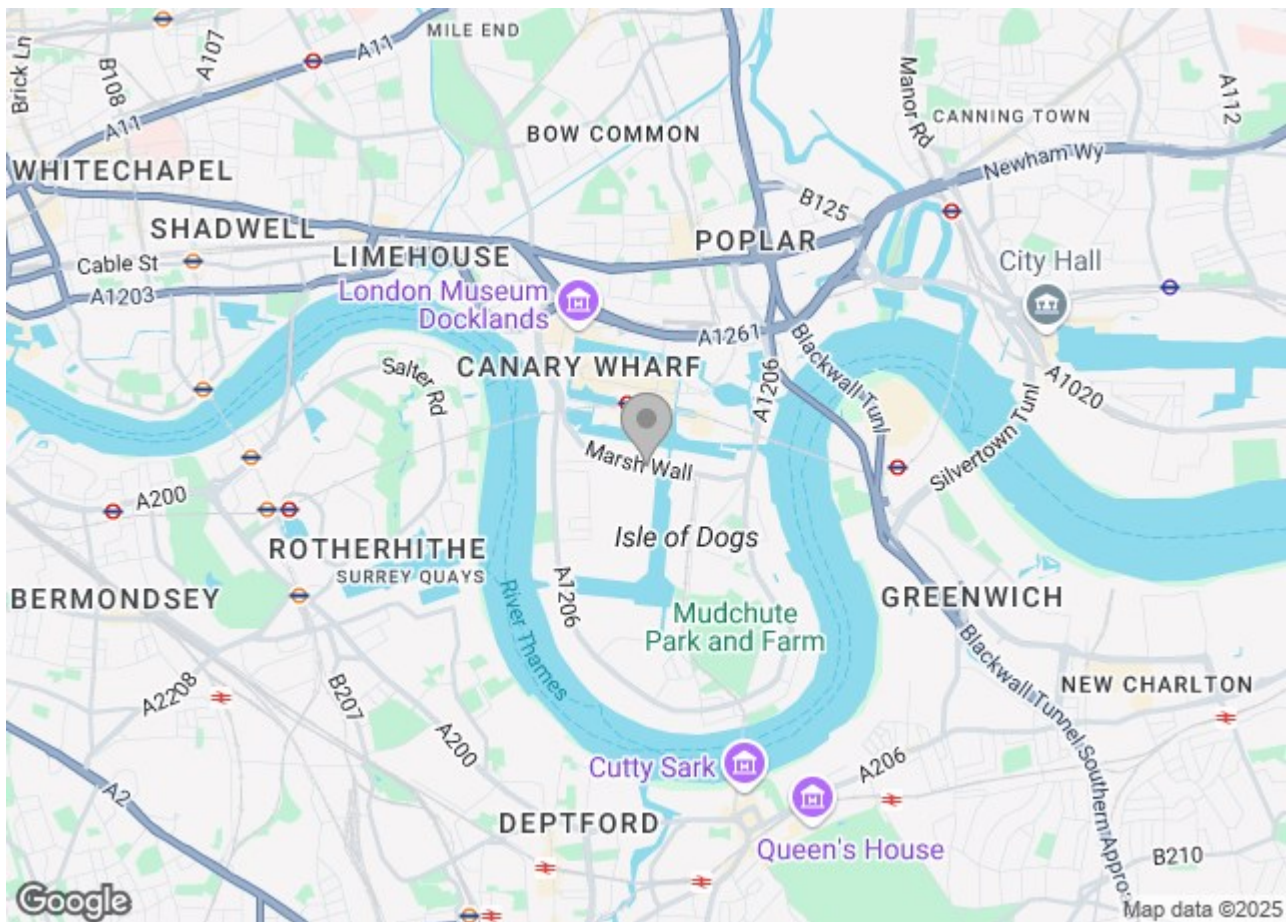 MILE END
A11
A107
Brick Ln
B108
A11
Manor Rd
A112
CANNING TOWN
BOW COMMON
Newham Wy
WHITECHAPEL
B125
SHADWELL
POPLAR
LIMEHOUSE
Cable St
City Hall
A1203
London Museum
Docklands
A1261
Blackwall Tunl
CANARY WHARF
A1206
Salter Rd
A1020
Silvertown Tunl
Marsh Wall
A200
Isle of Dogs
ROTHERHITHE
SURREY QUAYS
BERMONDSEY
A1206
River Thames
GREENWICH
Mudchute
Park and Farm
Blackwall Tunnel Southern Appro
A2208
B207
NEW CHARLTON
A200
A206
Cutty Sark
A2
DEPTFORD
Queen's House
B210
Google
Map data ©2025